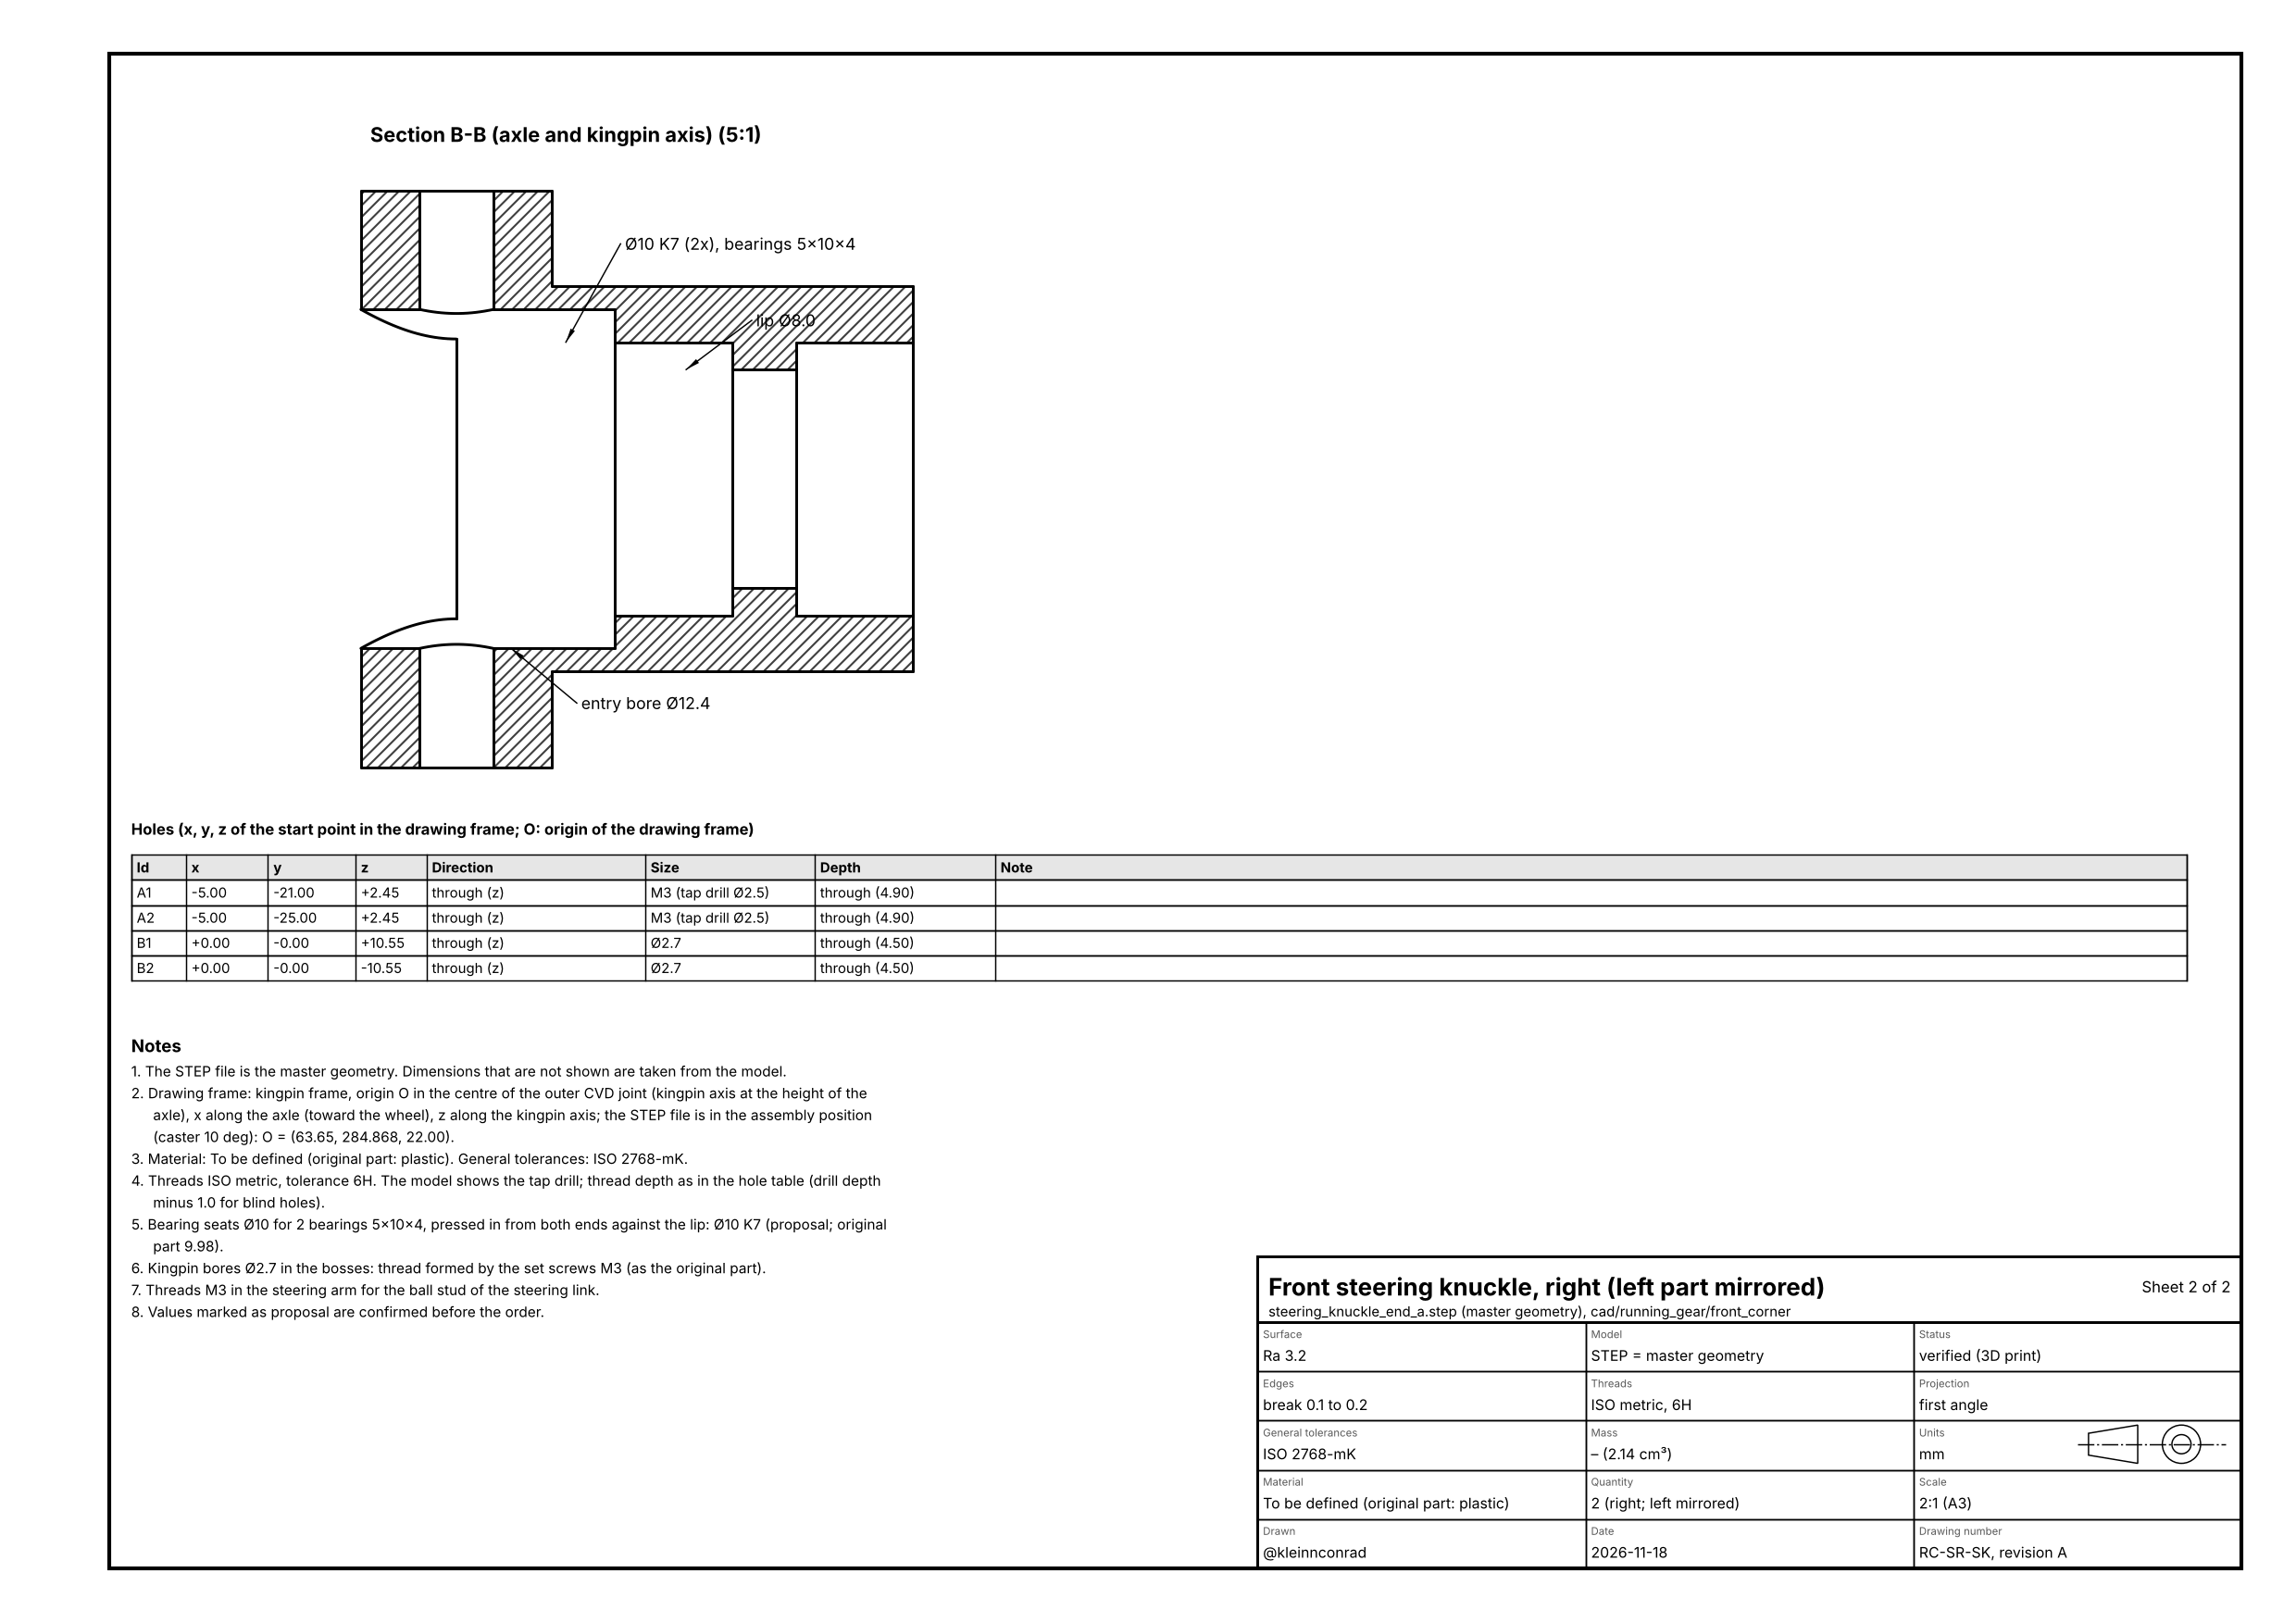 Section B-B (axle and kingpin axis) (5:1)
Ø10 K7 (2x), bearings 5×10×4
lip Ø8.0
entry bore Ø12.4
Holes (x, y, z of the start point in the drawing frame; O: origin of the drawing frame)
Id x y z Direction Size Depth Note
A1 -5.00 -21.00 +2.45 through (z) M3 (tap drill Ø2.5) through (4.90)
A2 -5.00 -25.00 +2.45 through (z) M3 (tap drill Ø2.5) through (4.90)
B1 +0.00 -0.00 +10.55 through (z) Ø2.7 through (4.50)
B2 +0.00 -0.00 -10.55 through (z) Ø2.7 through (4.50)
Notes
1. The STEP file is the master geometry. Dimensions that are not shown are taken from the model.
2. Drawing frame: kingpin frame, origin O in the centre of the outer CVD joint (kingpin axis at the height of the
axle), x along the axle (toward the wheel), z along the kingpin axis; the STEP file is in the assembly position
(caster 10 deg): O = (63.65, 284.868, 22.00).
3. Material: To be defined (original part: plastic). General tolerances: ISO 2768-mK.
4. Threads ISO metric, tolerance 6H. The model shows the tap drill; thread depth as in the hole table (drill depth
minus 1.0 for blind holes).
5. Bearing seats Ø10 for 2 bearings 5×10×4, pressed in from both ends against the lip: Ø10 K7 (proposal; original
part 9.98).
6. Kingpin bores Ø2.7 in the bosses: thread formed by the set screws M3 (as the original part).
7. Threads M3 in the steering arm for the ball stud of the steering link.
8. Values marked as proposal are confirmed before the order.
Front steering knuckle, right (left part mirrored) Sheet 2 of 2
steering_knuckle_end_a.step (master geometry), cad/running_gear/front_corner
Surface Model Status
Ra 3.2 STEP = master geometry verified (3D print)
Edges Threads Projection
break 0.1 to 0.2 ISO metric, 6H first angle
General tolerances Mass Units
ISO 2768-mK – (2.14 cm³) mm
Material Quantity Scale
To be defined (original part: plastic) 2 (right; left mirrored) 2:1 (A3)
Drawn Date Drawing number
@kleinnconrad 2026-11-18 RC-SR-SK, revision A